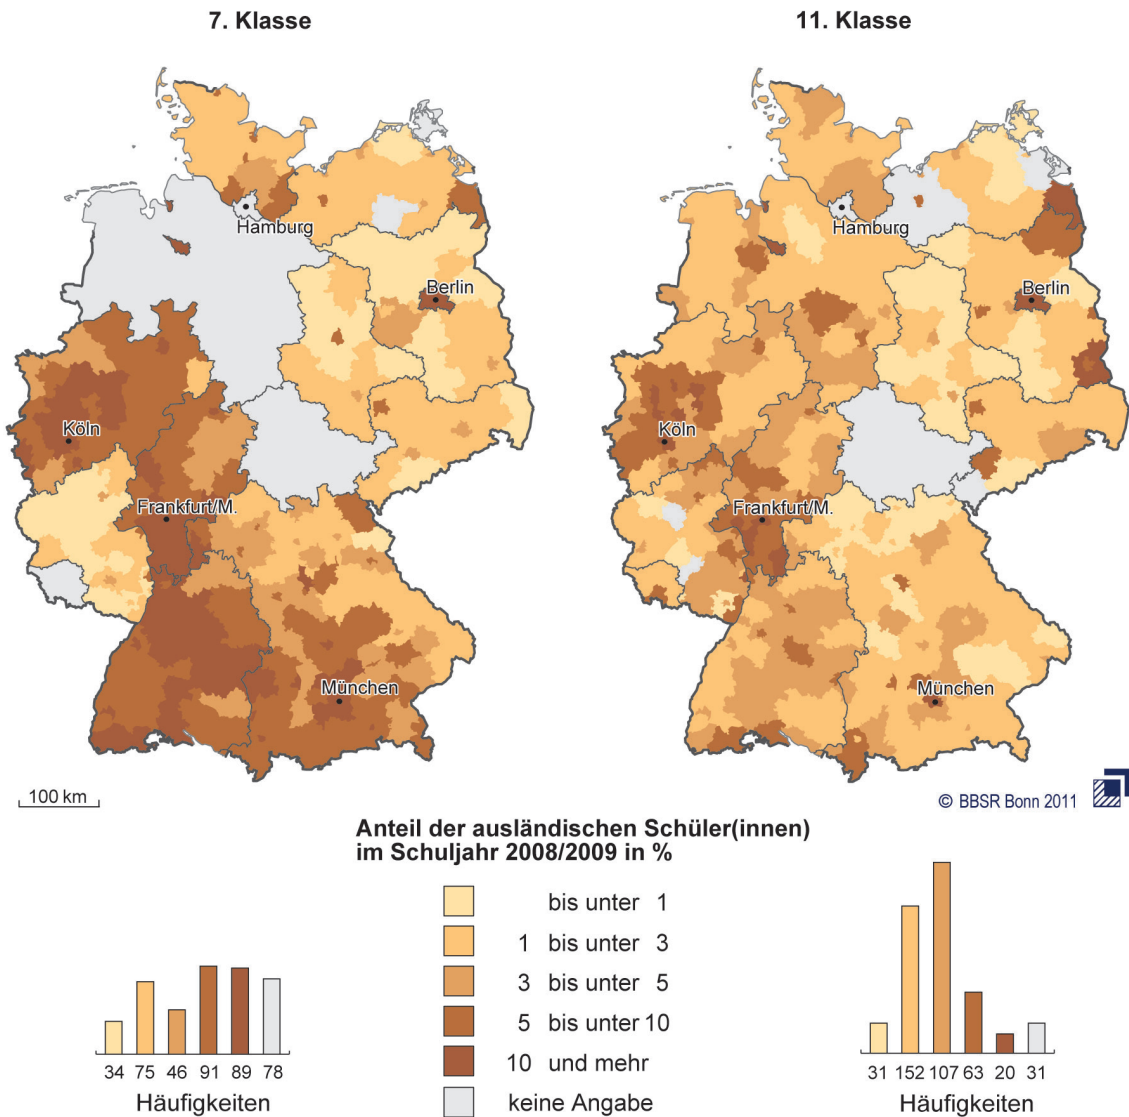 7. Klasse
11. Klasse
Hamburg
Berlin
Köln
Frankfurt/M.
München
Hamburg
Berlin
Köln
Frankfurt/M.
München
100 km
© BBSR Bonn 2011
Anteil der ausländischen Schüler(innen)
im Schuljahr 2008/2009 in %
bis unter 1
1 bis unter 3
3 bis unter 5
5 bis unter 10
10 und mehr
keine Angabe
34 75 46 91 89 78
Häufigkeiten
31 152 107 63 20 31
Häufigkeiten